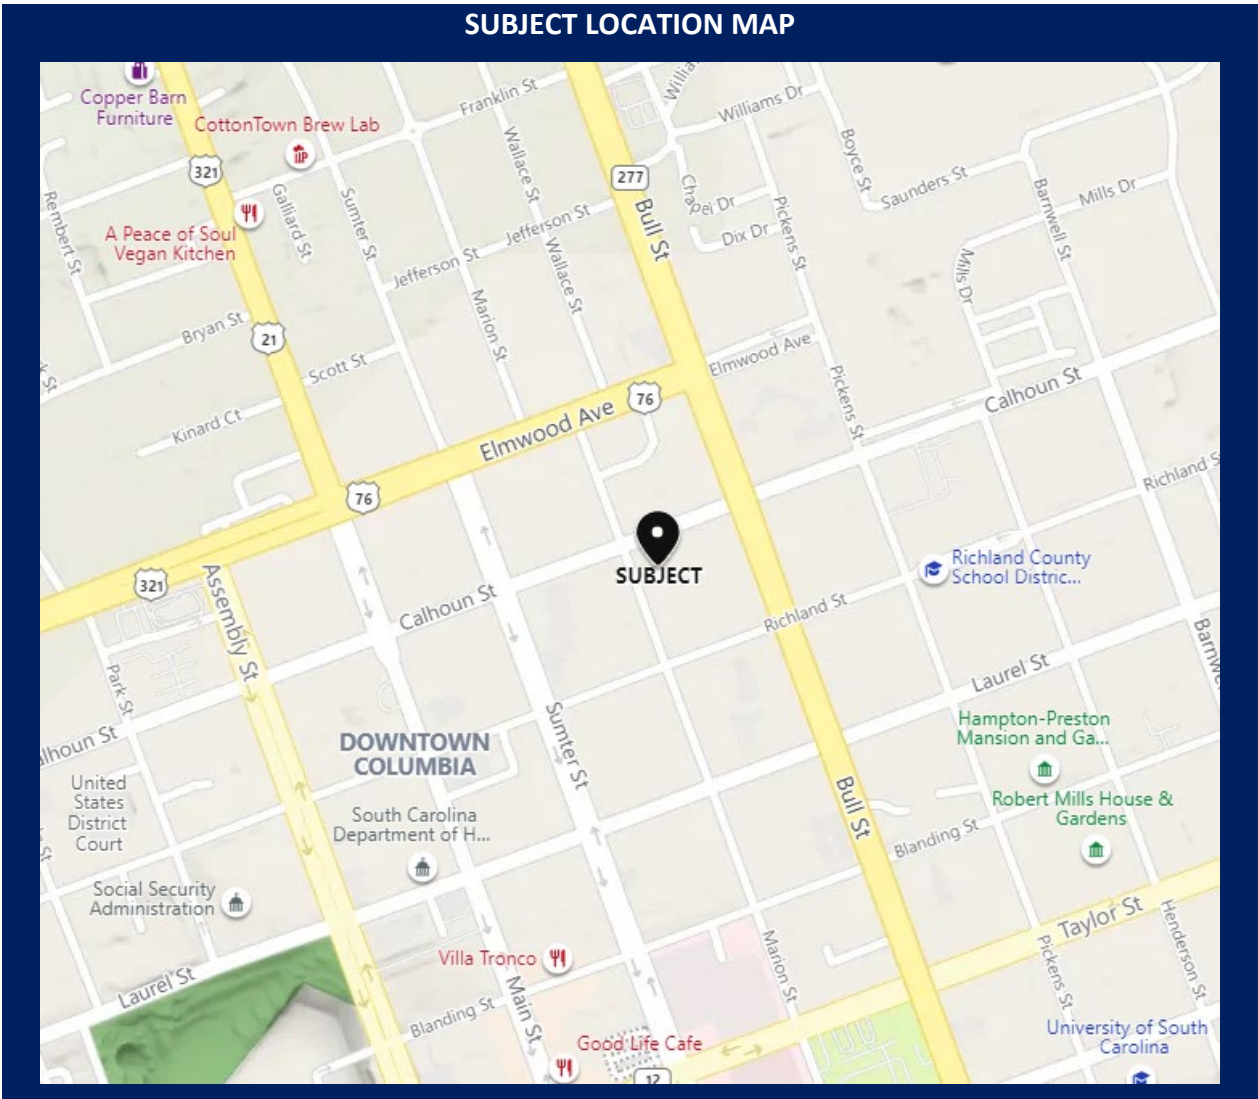 SUBJECT LOCATION MAP
Copper Barn
Furniture
CottonTown Brew Lab
Franklin St
Williams Dr
321
277
Wallace St
Boyce St
Saunders St
Barnwell St
Mills Dr
Rembert St
Galliard St
Sumter St
A Peace of Soul
Vegan Kitchen
Jefferson St
Jefferson St
Bull St
Chapel Dr
Dix Dr
Pickens St
Wallace St
Mills Dr
Bryan St
21
Marion St
Scott St
Elmwood Ave
Kinard Ct
Elmwood Ave
76
Pickens St
Calhoun St
76
Richland S
321
Assembly St
SUBJECT
Calhoun St
Richland St
Richland County
School Distric...
Barnwe
Park St
Laurel St
lhoun St
Sumter St
DOWNTOWN
COLUMBIA
Hampton-Preston
Mansion and Ga...
United
States
District
Court
South Carolina
Department of H...
Bull St
Robert Mills House &
Gardens
Blanding St
Social Security
Administration
Taylor St
Henderson St
Villa Tronco
Marion St
Pickens St
Laurel St
Main St
Blanding St
Good Life Cafe
University of South
Carolina
12